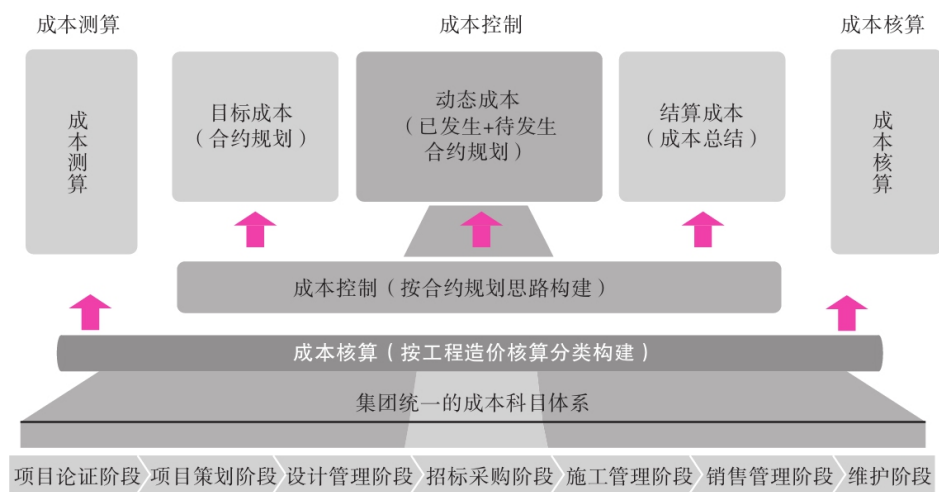 成本测算
成本控制
成本核算
成本测算
目标成本
（合约规划）
动态成本
（已发生+待发生
合约规划）
结算成本
（成本总结）
成本核算
成本控制（按合约规划思路构建）
成本核算（按工程造价核算分类构建）
集团统一的成本科目体系
项目论证阶段
项目策划阶段
设计管理阶段
招标采购阶段
施工管理阶段
销售管理阶段
维护阶段